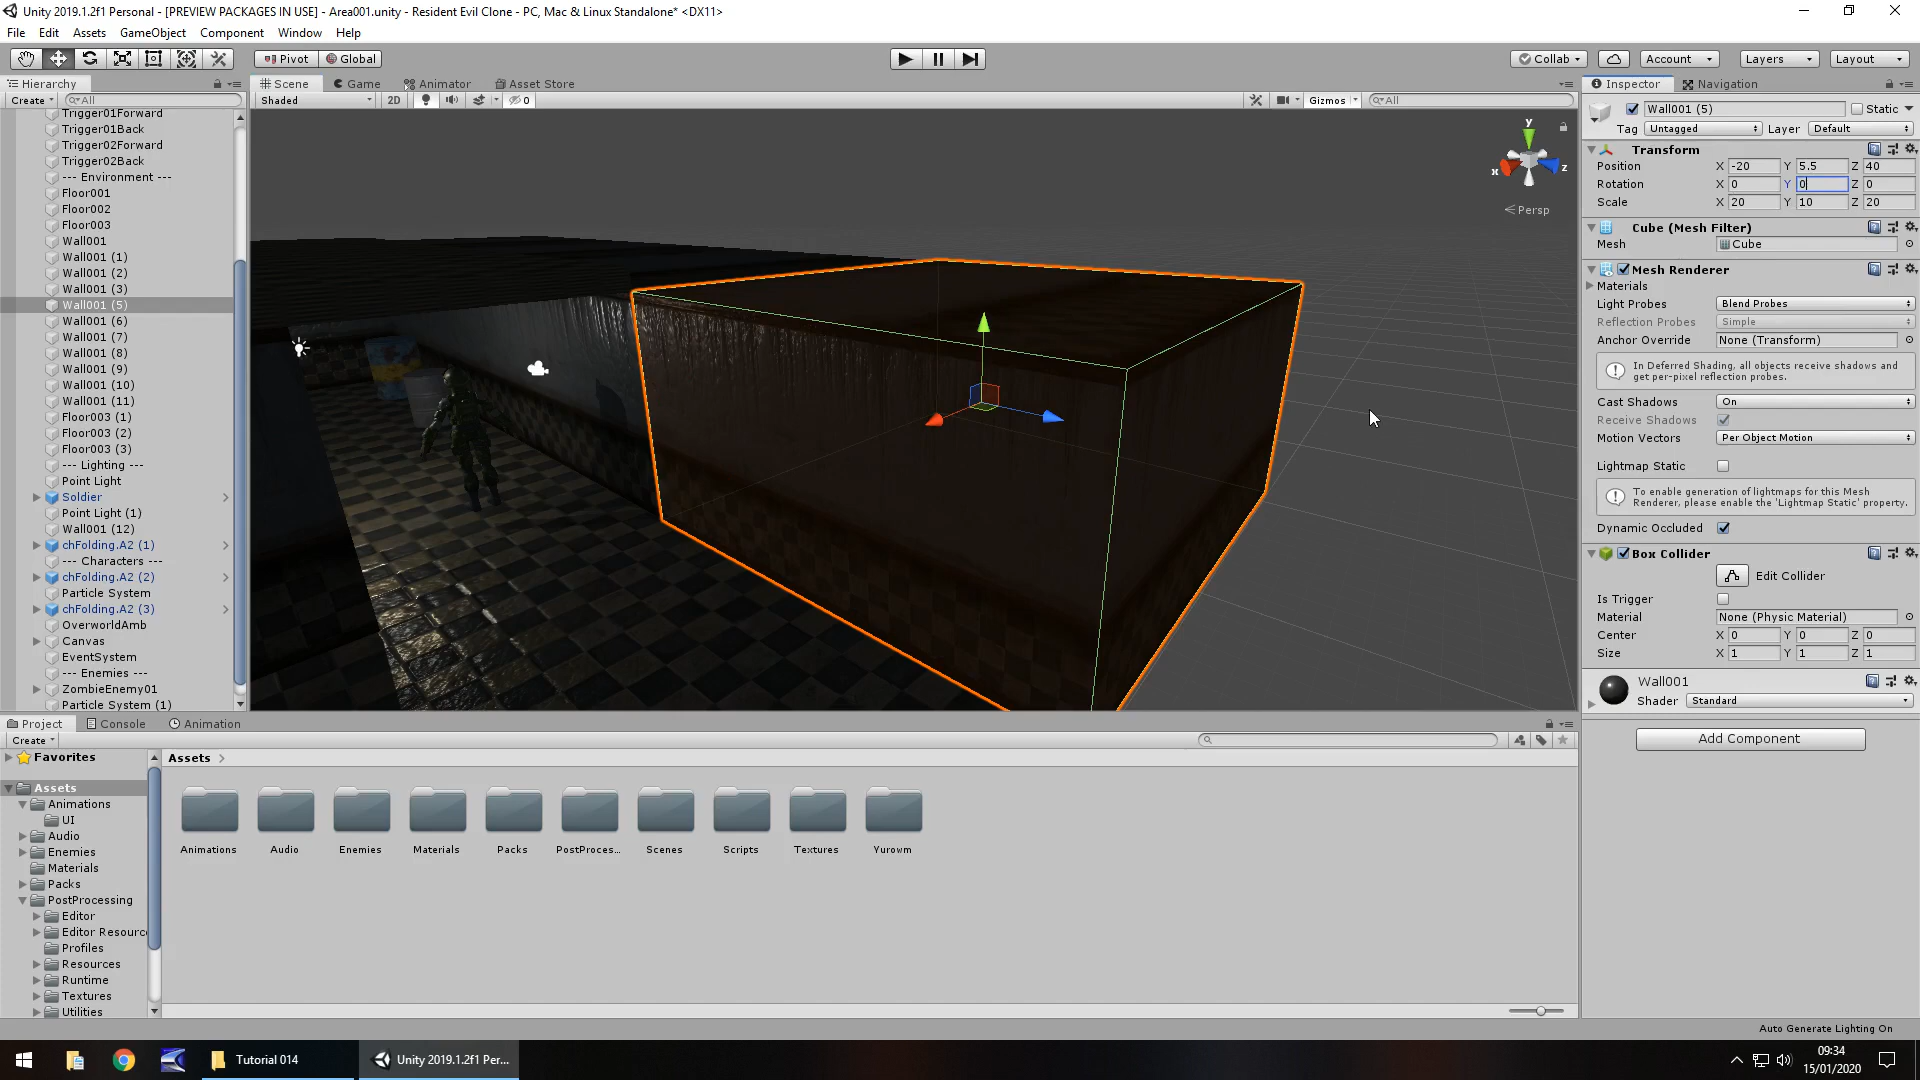 Unity 2019.1.2f1 Personal - [PREVIEW PACKAGES IN USE] - Area001.unity - Resident Evil Clone - PC, Mac & Linux Standalone* <DX11>
File Edit Assets GameObject Component Window Help
Pivot Global Collab Account Layers Layout
Hierarchy Scene Game Animator Asset Store Inspector Navigation
Create All Shaded 2D 0 Gizmos All
Trigger01Forward
Trigger01Back
Trigger02Forward
Trigger02Back
--- Environment ---
Floor001
Floor002
Floor003
Wall001
Wall001 (1)
Wall001 (2)
Wall001 (3)
Wall001 (5)
Wall001 (6)
Wall001 (7)
Wall001 (8)
Wall001 (9)
Wall001 (10)
Wall001 (11)
Floor003 (1)
Floor003 (2)
Floor003 (3)
--- Lighting ---
Point Light
Soldier
Point Light (1)
Wall001 (12)
chFolding.A2 (1)
--- Characters ---
chFolding.A2 (2)
Particle System
chFolding.A2 (3)
OverworldAmb
Canvas
EventSystem
--- Enemies ---
ZombieEnemy01
Particle System (1)
y
x
z
Persp
Wall001 (5) Static
Tag Untagged Layer Default
Transform
Position X -20 Y 5.5 Z 40
Rotation X 0 Y 0 Z 0
Scale X 20 Y 10 Z 20
Cube (Mesh Filter)
Mesh Cube
Mesh Renderer
Materials
Light Probes Blend Probes
Reflection Probes Simple
Anchor Override None (Transform)
In Deferred Shading, all objects receive shadows and
get per-pixel reflection probes.
Cast Shadows On
Receive Shadows
Motion Vectors Per Object Motion
Lightmap Static
To enable generation of lightmaps for this Mesh
Renderer, please enable the 'Lightmap Static' property.
Dynamic Occluded
Box Collider
Edit Collider
Is Trigger
Material None (Physic Material)
Center X 0 Y 0 Z 0
Size X 1 Y 1 Z 1
Wall001
Shader Standard
Add Component
Project Console Animation
Create
Favorites
Assets
Animations
UI
Audio
Enemies
Materials
Packs
PostProcessing
Editor
Editor Resourc
Profiles
Resources
Runtime
Textures
Utilities
Assets
Animations Audio Enemies Materials Packs PostProces... Scenes Scripts Textures Yurowm
Auto Generate Lighting On
Tutorial 014
Unity 2019.1.2f1 Per...
09:34
15/01/2020